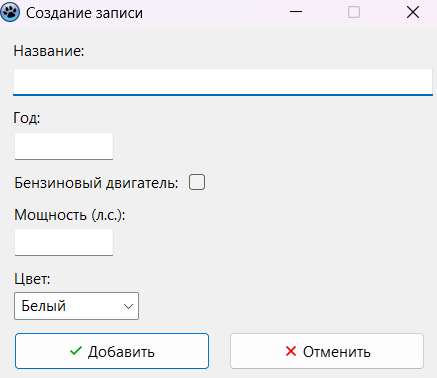 Создание записи
Название:
Год:
Бензиновый двигатель:
Мощность (л.с.):
Цвет:
Белый
Добавить
Отменить